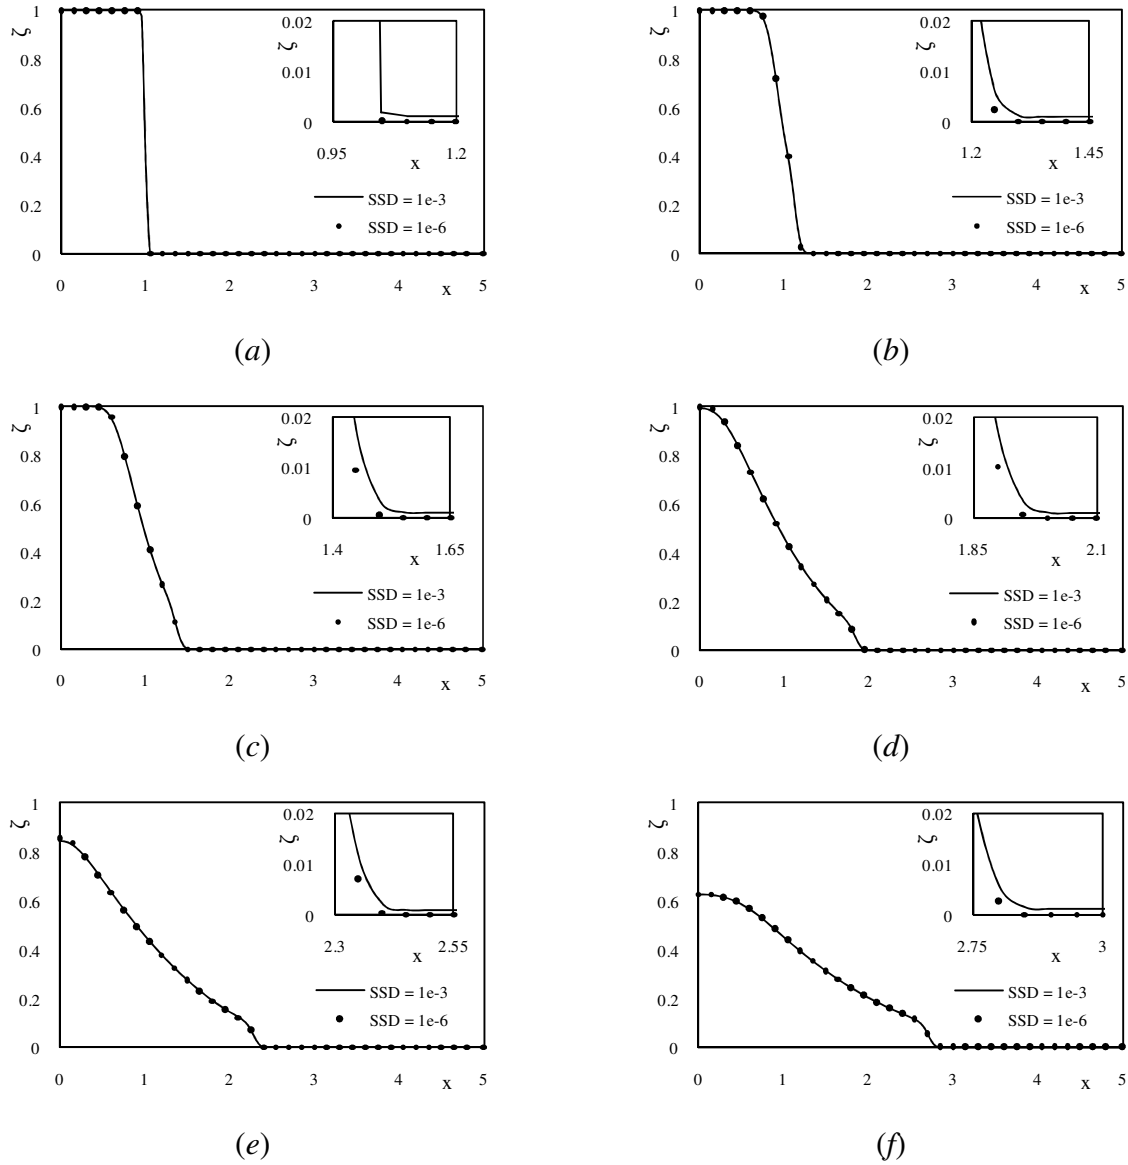 1
ζ
0.8
0.6
0.4
0.2
0
0 1 2 3 4 x 5
0.02
ζ
0.01
0
0.95 x 1.2
SSD = 1e-3
SSD = 1e-6
(a)
1
ζ
0.8
0.6
0.4
0.2
0
0 1 2 3 4 x 5
0.02
ζ
0.01
0
1.2 x 1.45
SSD = 1e-3
SSD = 1e-6
(b)
1
ζ
0.8
0.6
0.4
0.2
0
0 1 2 3 4 x 5
0.02
ζ
0.01
0
1.4 x 1.65
SSD = 1e-3
SSD = 1e-6
(c)
1
ζ
0.8
0.6
0.4
0.2
0
0 1 2 3 4 x 5
0.02
ζ
0.01
0
1.85 x 2.1
SSD = 1e-3
SSD = 1e-6
(d)
1
ζ
0.8
0.6
0.4
0.2
0
0 1 2 3 4 x 5
0.02
ζ
0.01
0
2.3 x 2.55
SSD = 1e-3
SSD = 1e-6
(e)
1
ζ
0.8
0.6
0.4
0.2
0
0 1 2 3 4 x 5
0.02
ζ
0.01
0
2.75 x 3
SSD = 1e-3
SSD = 1e-6
(f)